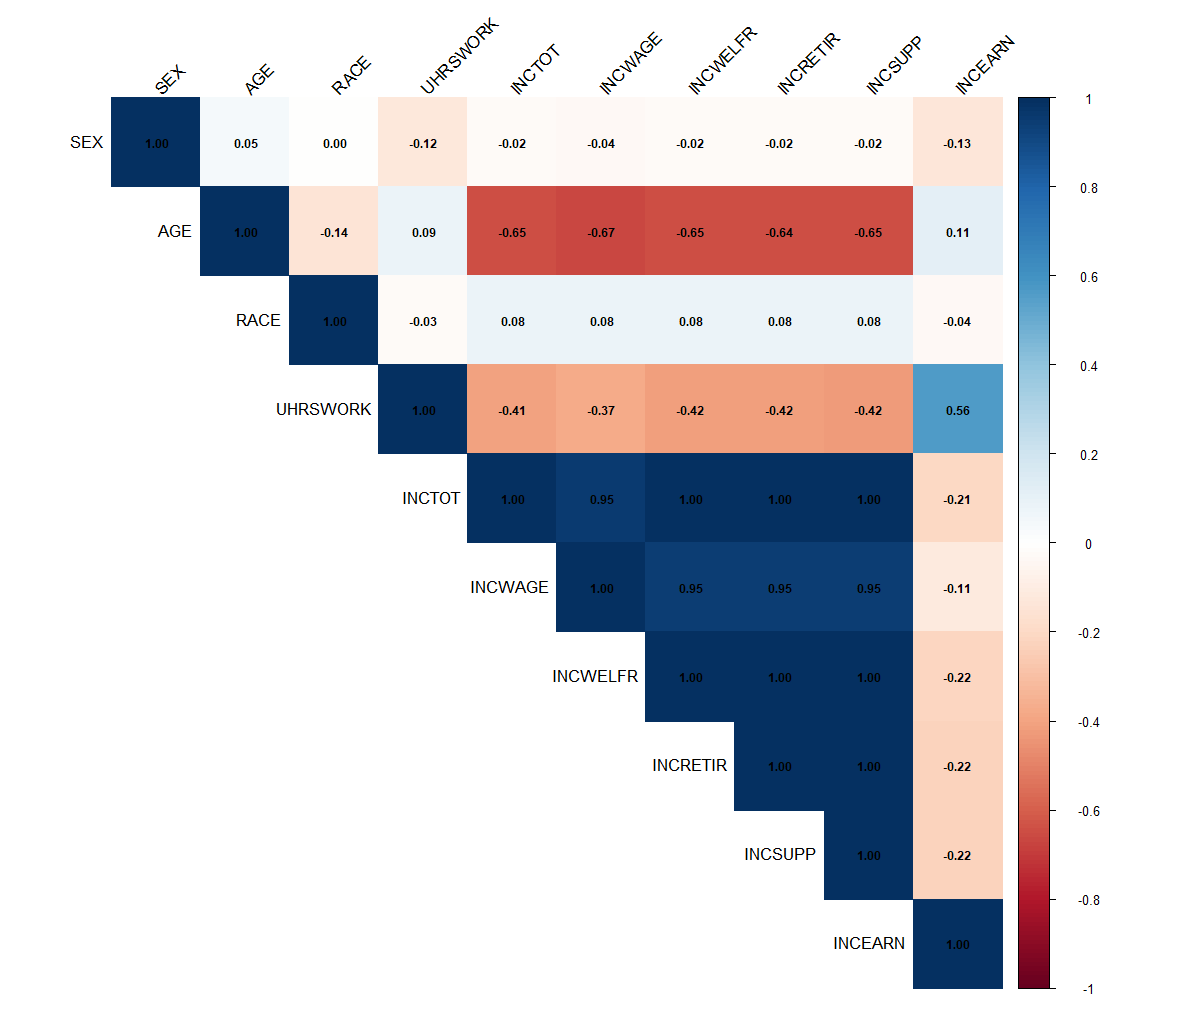 SEX AGE RACE UHRSWORK INCTOT INCWAGE INCWELFR INCRETIR INCSUPP INCEARN
SEX 1.00 0.05 0.00 -0.12 -0.02 -0.04 -0.02 -0.02 -0.02 -0.13
AGE 1.00 -0.14 0.09 -0.65 -0.67 -0.65 -0.64 -0.65 0.11
RACE 1.00 -0.03 0.08 0.08 0.08 0.08 0.08 -0.04
UHRSWORK 1.00 -0.41 -0.37 -0.42 -0.42 -0.42 0.56
INCTOT 1.00 0.95 1.00 1.00 1.00 -0.21
INCWAGE 1.00 0.95 0.95 0.95 -0.11
INCWELFR 1.00 1.00 1.00 -0.22
INCRETIR 1.00 1.00 -0.22
INCSUPP 1.00 -0.22
INCEARN 1.00
1
0.8
0.6
0.4
0.2
0
-0.2
-0.4
-0.6
-0.8
-1